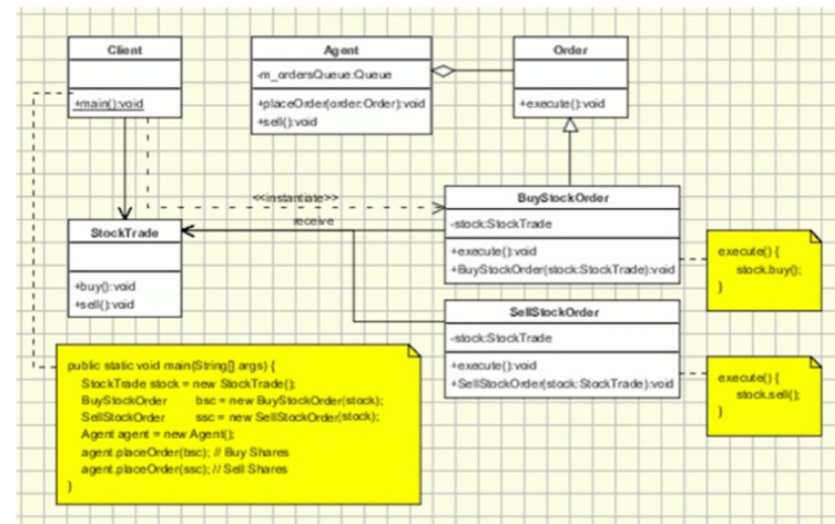 Client
+main():void
Agent
-m_ordersQueue:Queue
+placeOrder(order:Order):void
+sell():void
Order
+execute():void
<<instantiate>>
receive
StockTrade
+buy():void
+sell():void
BuyStockOrder
-stock:StockTrade
+execute():void
+BuyStockOrder(stock:StockTrade):void
execute() {
stock.buy();
}
SellStockOrder
-stock:StockTrade
+execute():void
+SellStockOrder(stock:StockTrade):void
execute() {
stock.sell();
}
public static void main(String[] args) {
StockTrade stock = new StockTrade();
BuyStockOrder bsc = new BuyStockOrder(stock);
SellStockOrder ssc = new SellStockOrder(stock);
Agent agent = new Agent();
agent.placeOrder(bsc); // Buy Shares
agent.placeOrder(ssc); // Sell Shares
}